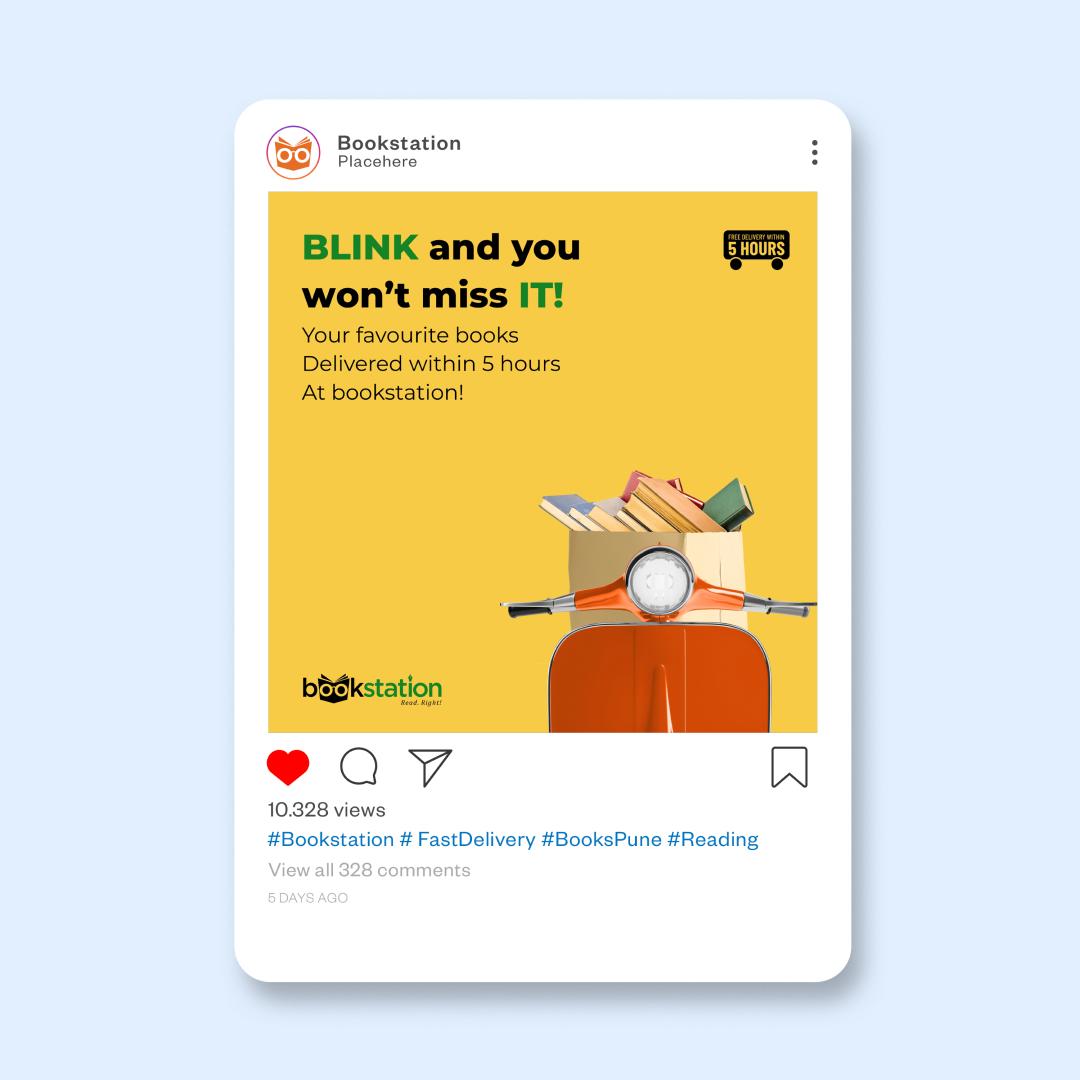 Bookstation
Placehere
BLINK and you
won't miss IT!
Your favourite books
Delivered within 5 hours
At bookstation!
FREE DELIVERY WITHIN
5 HOURS
bookstation
Read. Right!
10.328 views
#Bookstation # FastDelivery #BooksPune #Reading
View all 328 comments
5 DAYS AGO